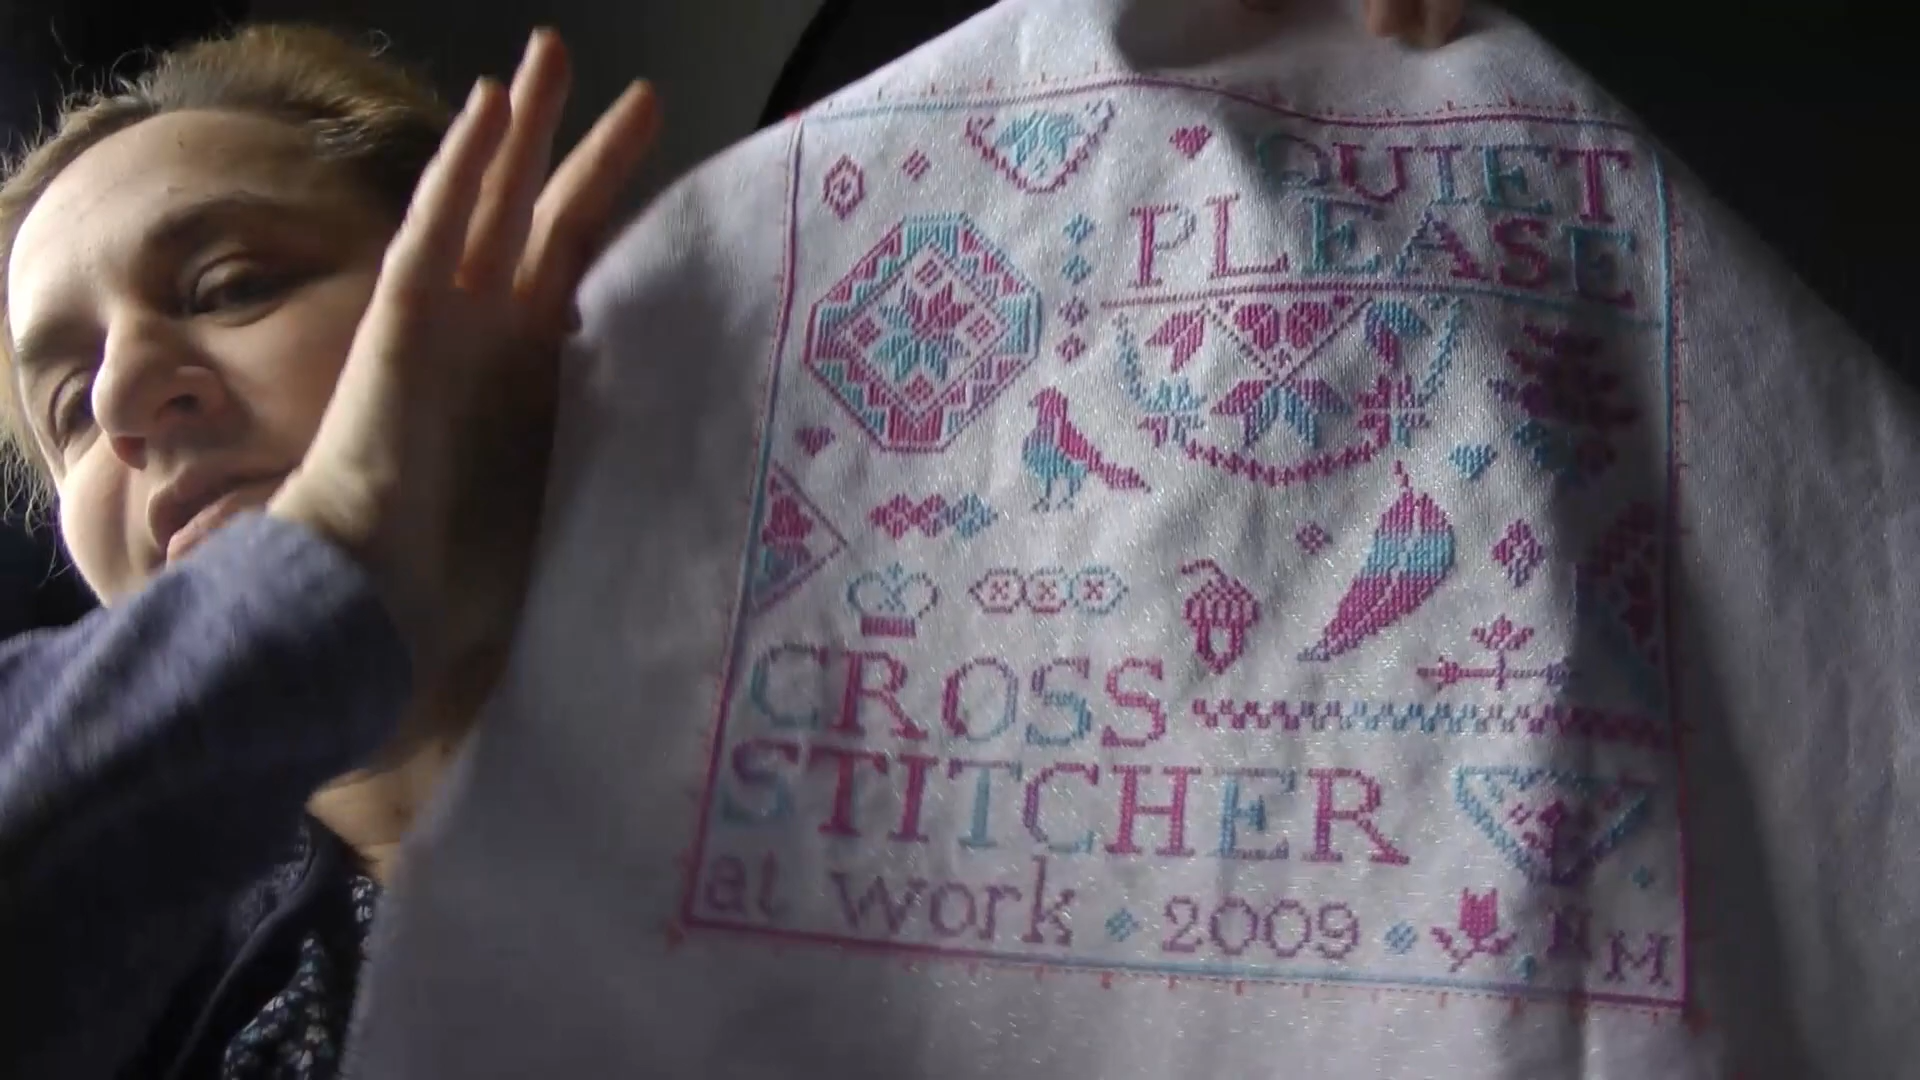 QUIET
PLEASE
CROSS
STITCHER
at work • 2009 •
N M